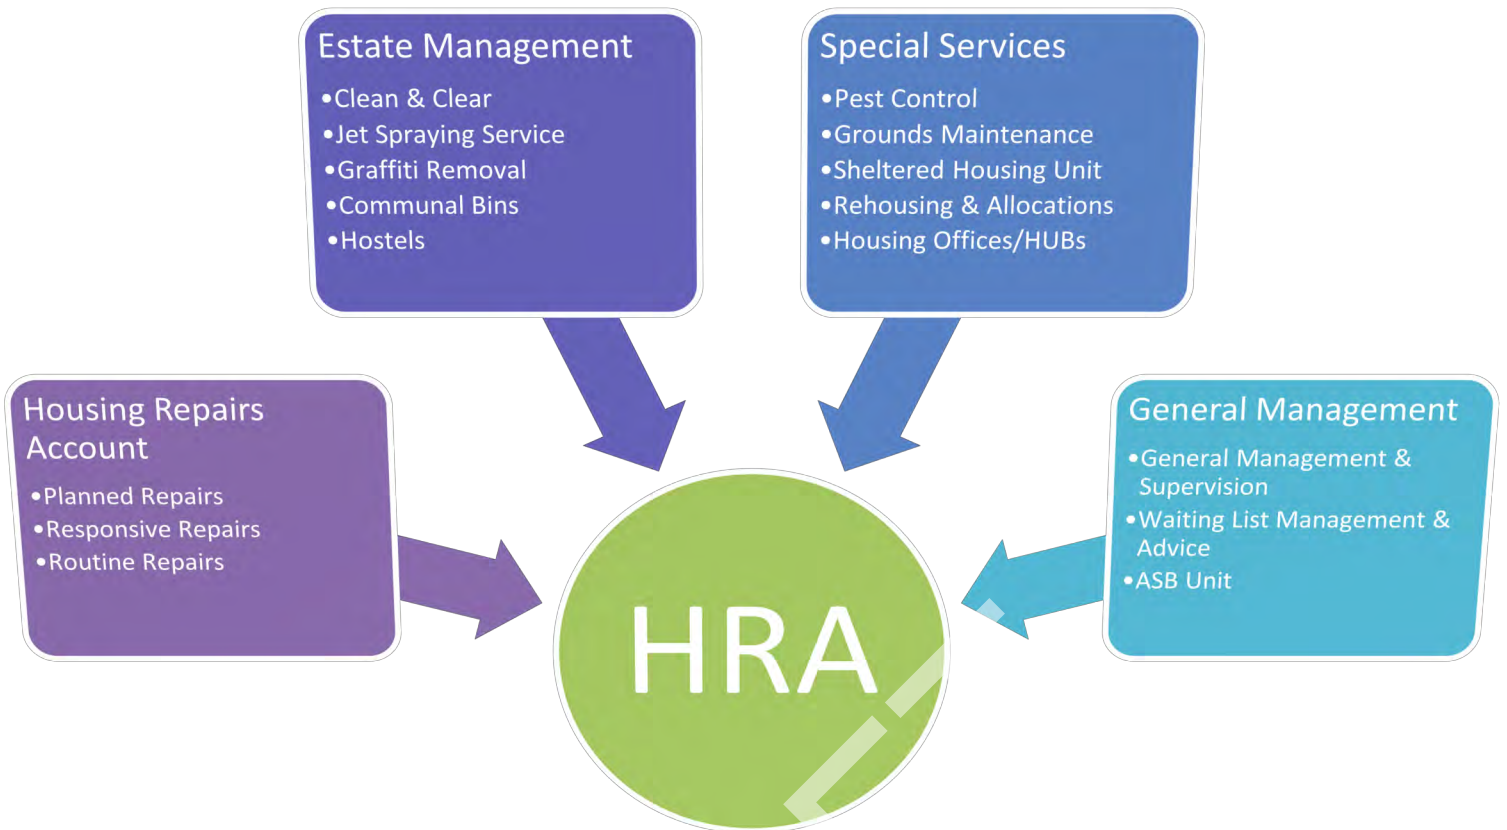 Estate Management
•Clean & Clear
•Jet Spraying Service
•Graffiti Removal
•Communal Bins
•Hostels
Special Services
•Pest Control
•Grounds Maintenance
•Sheltered Housing Unit
•Rehousing & Allocations
•Housing Offices/HUBs
Housing Repairs
Account
•Planned Repairs
•Responsive Repairs
•Routine Repairs
General Management
•General Management &
Supervision
•Waiting List Management &
Advice
•ASB Unit
HRA